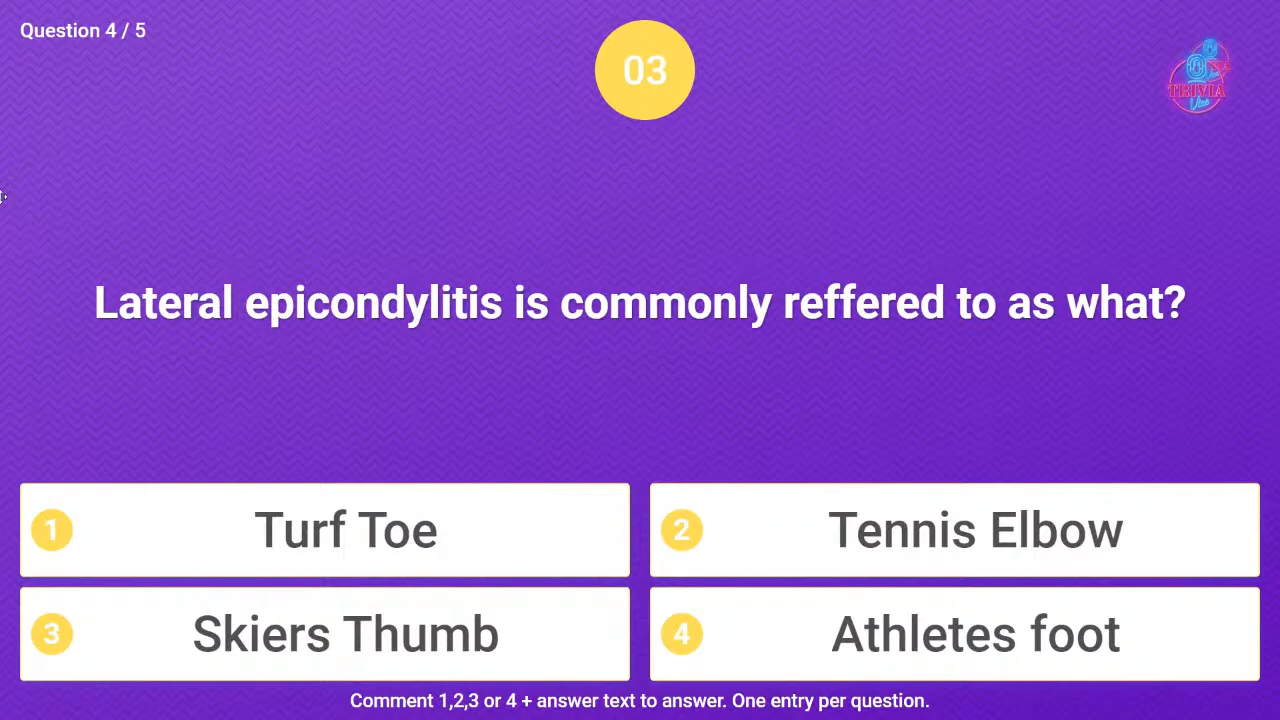 Question 4 / 5
03
TRIVIA
Vibe
Lateral epicondylitis is commonly reffered to as what?
1 Turf Toe
2 Tennis Elbow
3 Skiers Thumb
4 Athletes foot
Comment 1,2,3 or 4 + answer text to answer. One entry per question.